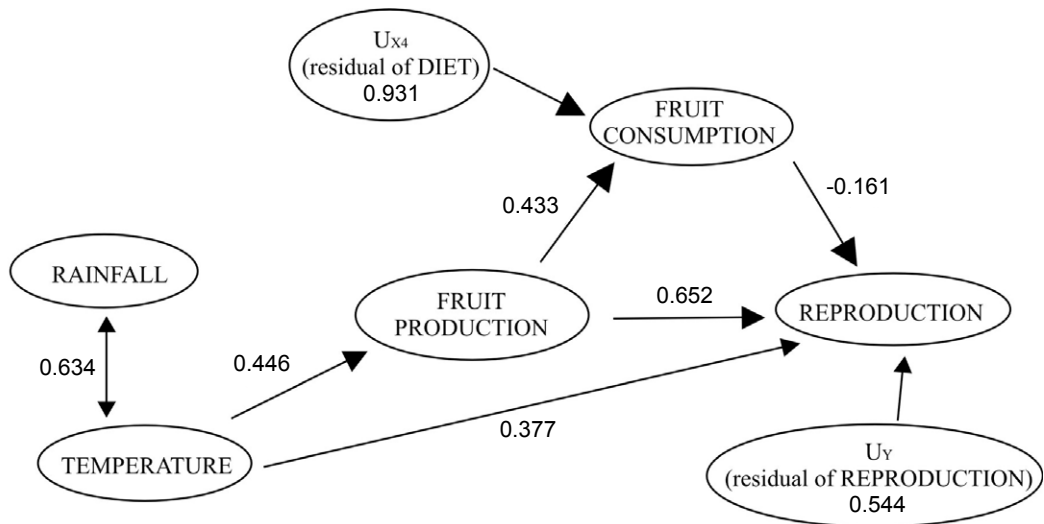 UX4
(residual of DIET)
0.931
FRUIT
CONSUMPTION
-0.161
0.433
RAINFALL
FRUIT
PRODUCTION
0.652
REPRODUCTION
0.634
0.446
0.377
TEMPERATURE
UY
(residual of REPRODUCTION)
0.544